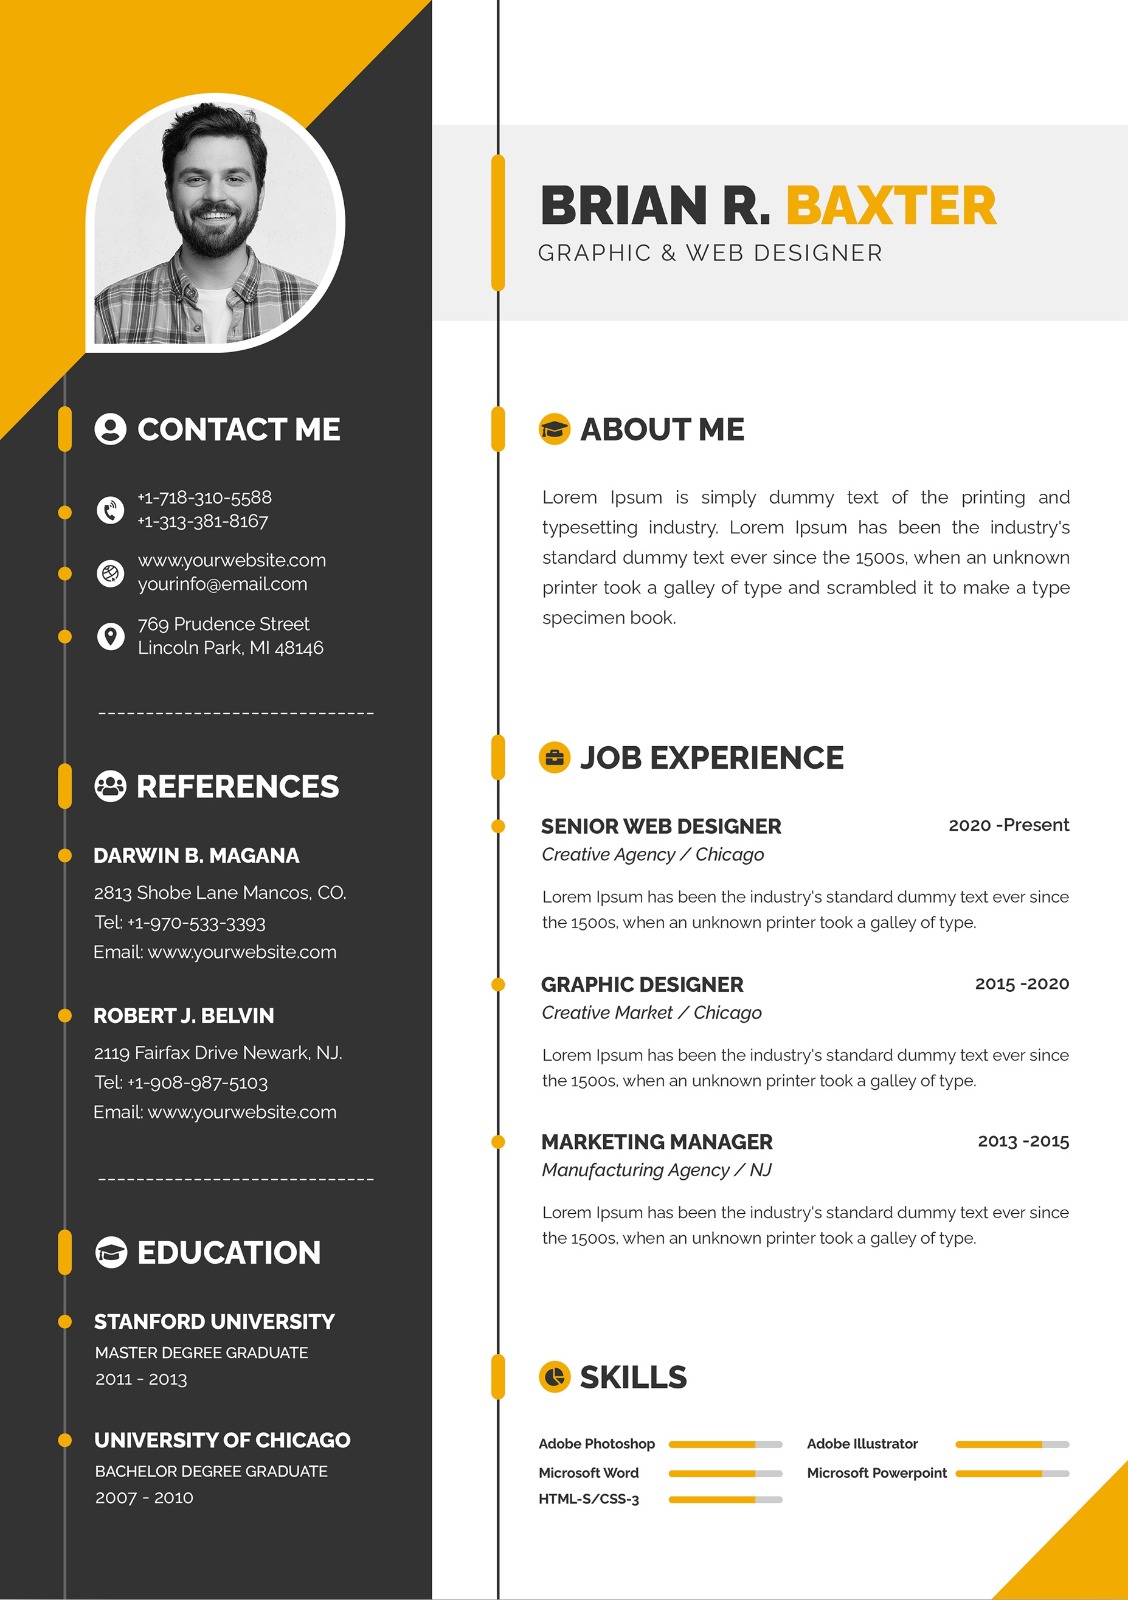 BRIAN R. BAXTER
GRAPHIC & WEB DESIGNER
CONTACT ME
+1-718-310-5588
+1-313-381-8167
www.yourwebsite.com
yourinfo@email.com
769 Prudence Street
Lincoln Park, MI 48146
REFERENCES
DARWIN B. MAGANA
2813 Shobe Lane Mancos, CO.
Tel: +1-970-533-3393
Email: www.yourwebsite.com
ROBERT J. BELVIN
2119 Fairfax Drive Newark, NJ.
Tel: +1-908-987-5103
Email: www.yourwebsite.com
EDUCATION
STANFORD UNIVERSITY
MASTER DEGREE GRADUATE
2011 - 2013
UNIVERSITY OF CHICAGO
BACHELOR DEGREE GRADUATE
2007 - 2010
ABOUT ME
Lorem Ipsum is simply dummy text of the printing and
typesetting industry. Lorem Ipsum has been the industry's
standard dummy text ever since the 1500s, when an unknown
printer took a galley of type and scrambled it to make a type
specimen book.
JOB EXPERIENCE
SENIOR WEB DESIGNER 2020 -Present
Creative Agency / Chicago
Lorem Ipsum has been the industry's standard dummy text ever since
the 1500s, when an unknown printer took a galley of type.
GRAPHIC DESIGNER 2015 -2020
Creative Market / Chicago
Lorem Ipsum has been the industry's standard dummy text ever since
the 1500s, when an unknown printer took a galley of type.
MARKETING MANAGER 2013 -2015
Manufacturing Agency / NJ
Lorem Ipsum has been the industry's standard dummy text ever since
the 1500s, when an unknown printer took a galley of type.
SKILLS
Adobe Photoshop Adobe Illustrator
Microsoft Word Microsoft Powerpoint
HTML-S/CSS-3